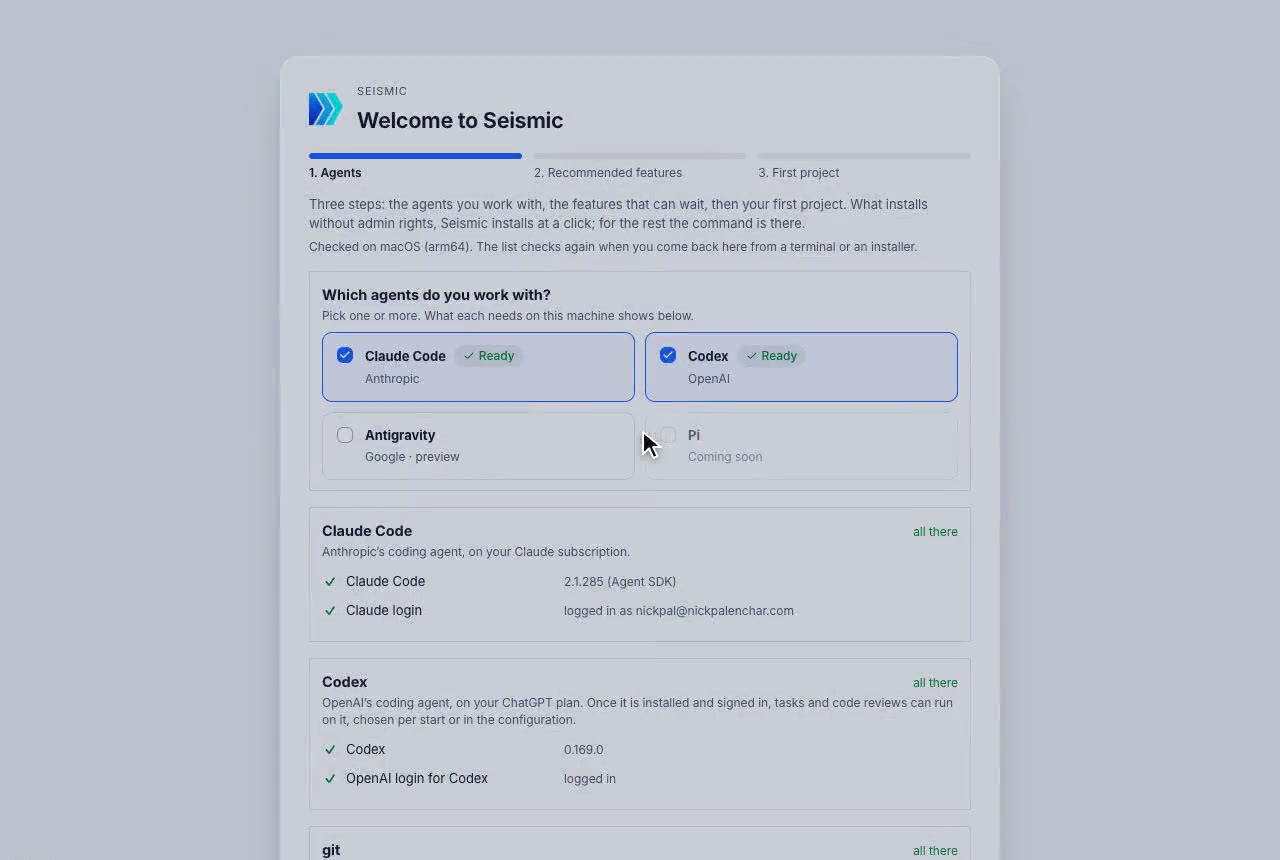 SEISMIC
Welcome to Seismic
1. Agents
2. Recommended features
3. First project
Three steps: the agents you work with, the features that can wait, then your first project. What installs
without admin rights, Seismic installs at a click; for the rest the command is there.
Checked on macOS (arm64). The list checks again when you come back here from a terminal or an installer.
Which agents do you work with?
Pick one or more. What each needs on this machine shows below.
Claude Code Ready
Anthropic
Codex Ready
OpenAI
Antigravity
Google · preview
Pi
Coming soon
Claude Code all there
Anthropic’s coding agent, on your Claude subscription.
Claude Code 2.1.285 (Agent SDK)
Claude login logged in as nickpal@nickpalenchar.com
Codex all there
OpenAI’s coding agent, on your ChatGPT plan. Once it is installed and signed in, tasks and code reviews can run
on it, chosen per start or in the configuration.
Codex 0.169.0
OpenAI login for Codex logged in
git all there